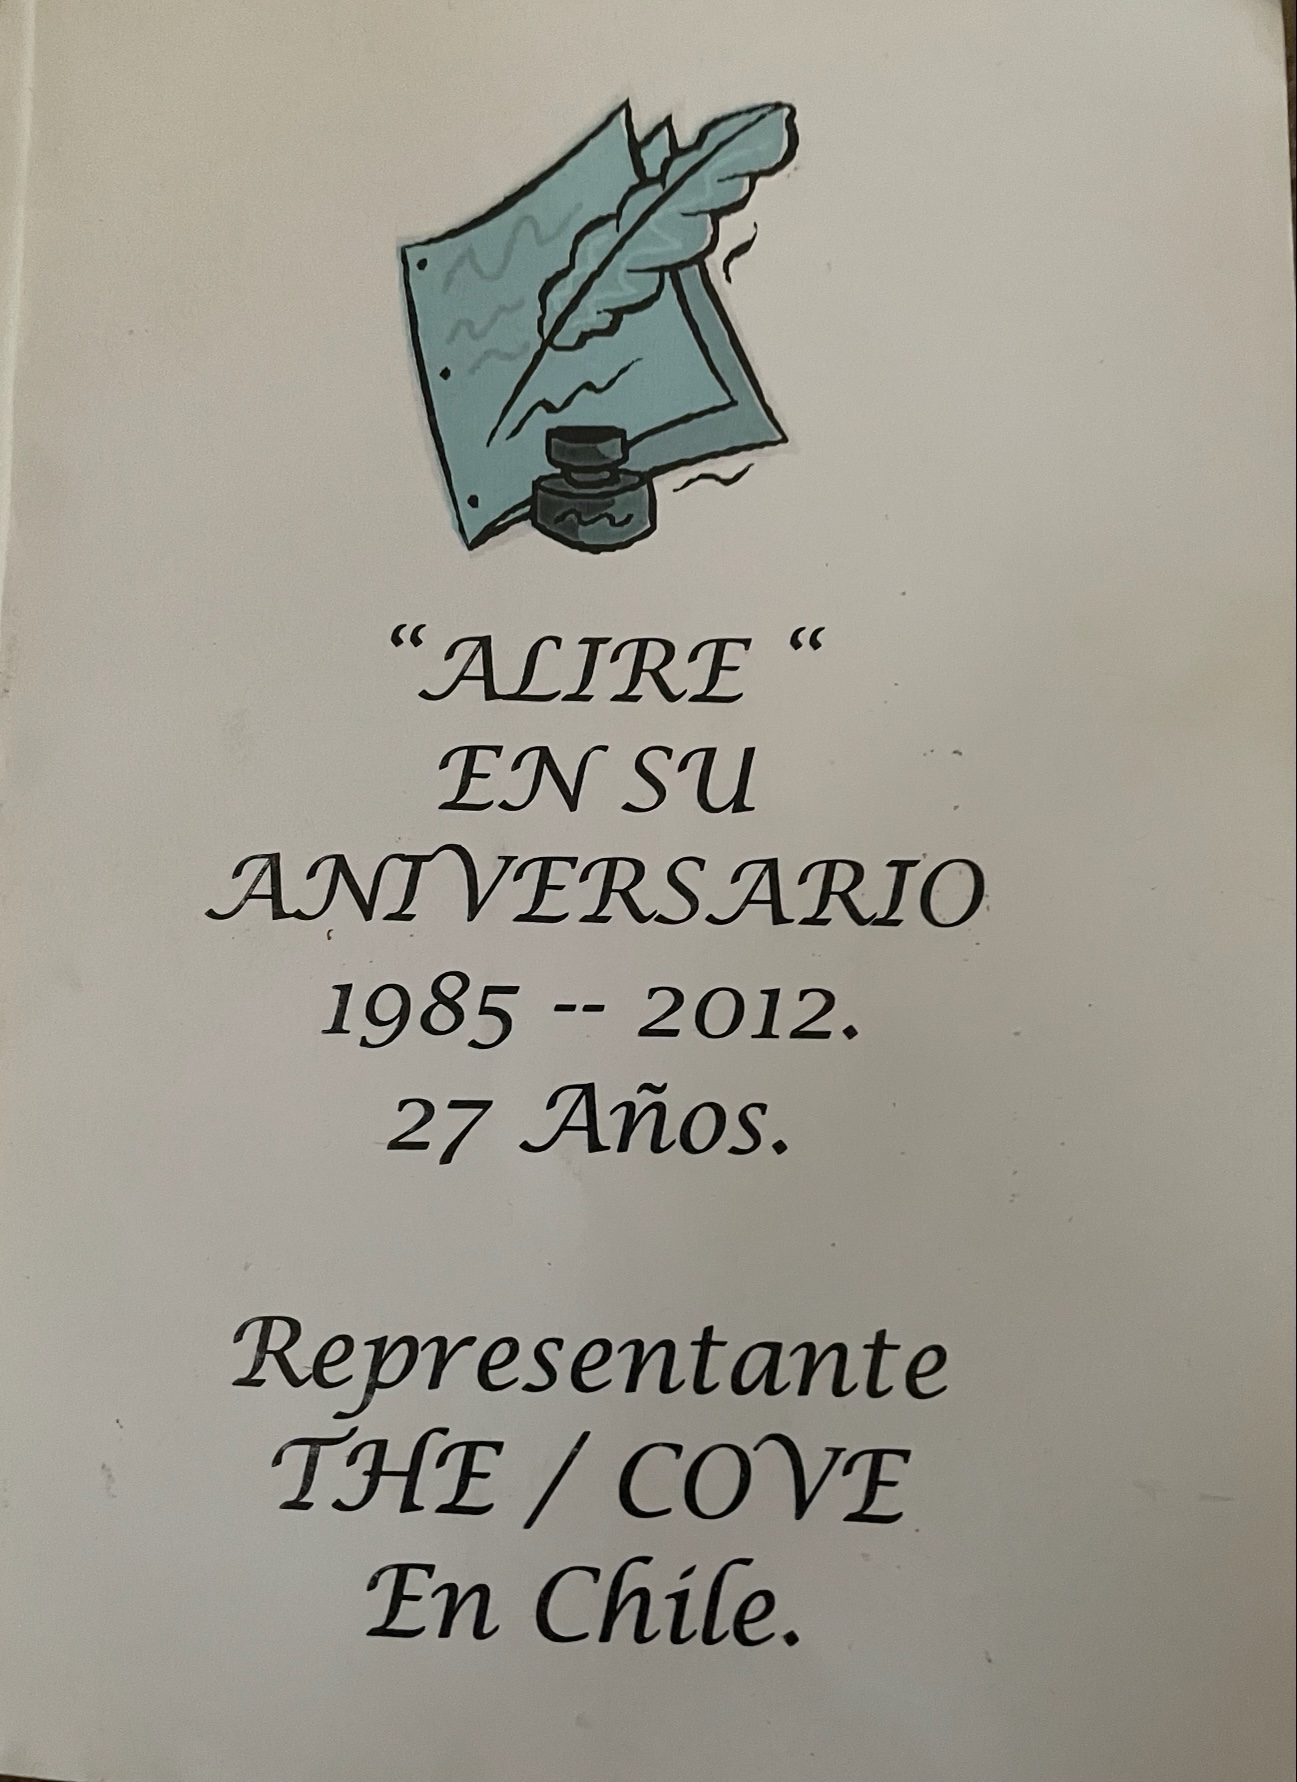 “ALIRE “
EN SU
ANIVERSARIO
1985 -- 2012.
27 Años.
Representante
THE / COVE
En Chile.